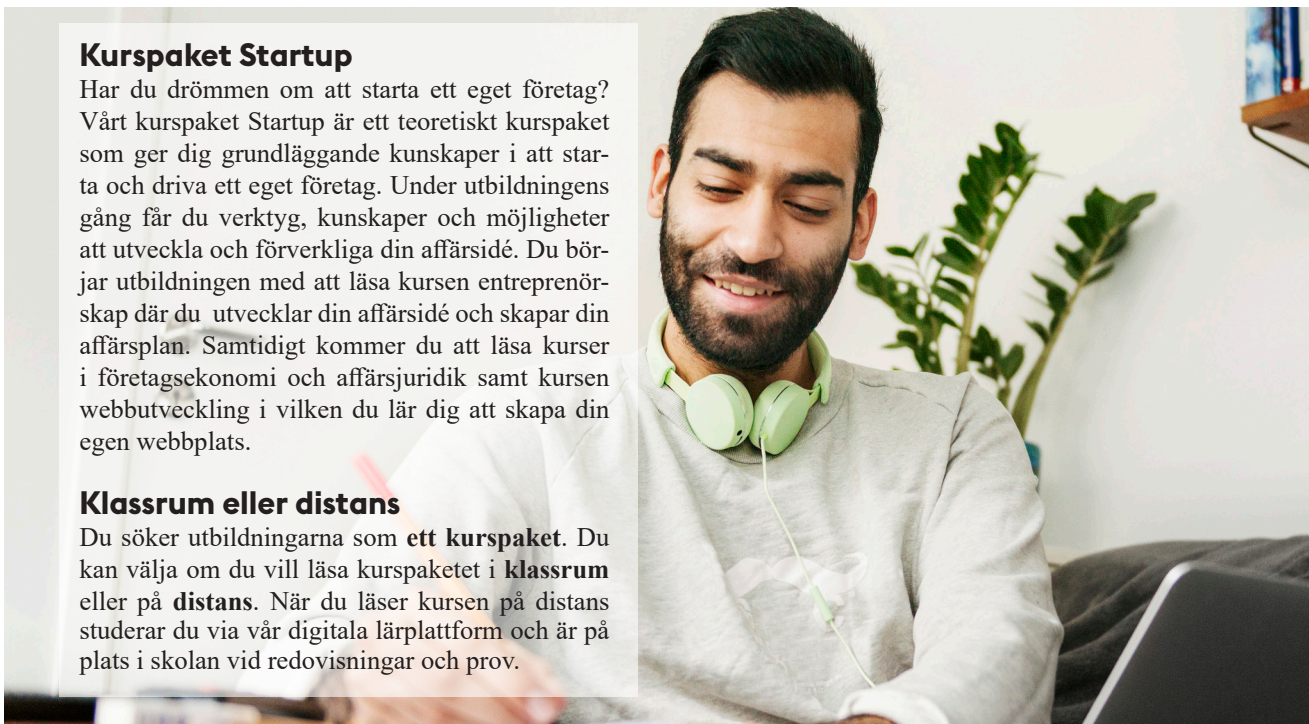 Kurspaket Startup
Har du drömmen om att starta ett eget företag?
Vårt kurspaket Startup är ett teoretiskt kurspaket
som ger dig grundläggande kunskaper i att star-
ta och driva ett eget företag. Under utbildningens
gång får du verktyg, kunskaper och möjligheter
att utveckla och förverkliga din affärsidé. Du bör-
jar utbildningen med att läsa kursen entreprenör-
skap där du  utvecklar din affärsidé och skapar din
affärsplan. Samtidigt kommer du att läsa kurser
i företagsekonomi och affärsjuridik samt kursen
webbutveckling i vilken du lär dig att skapa din
egen webbplats.
Klassrum eller distans
Du söker utbildningarna som ett kurspaket. Du
kan välja om du vill läsa kurspaketet i klassrum
eller på distans. När du läser kursen på distans
studerar du via vår digitala lärplattform och är på
plats i skolan vid redovisningar och prov.